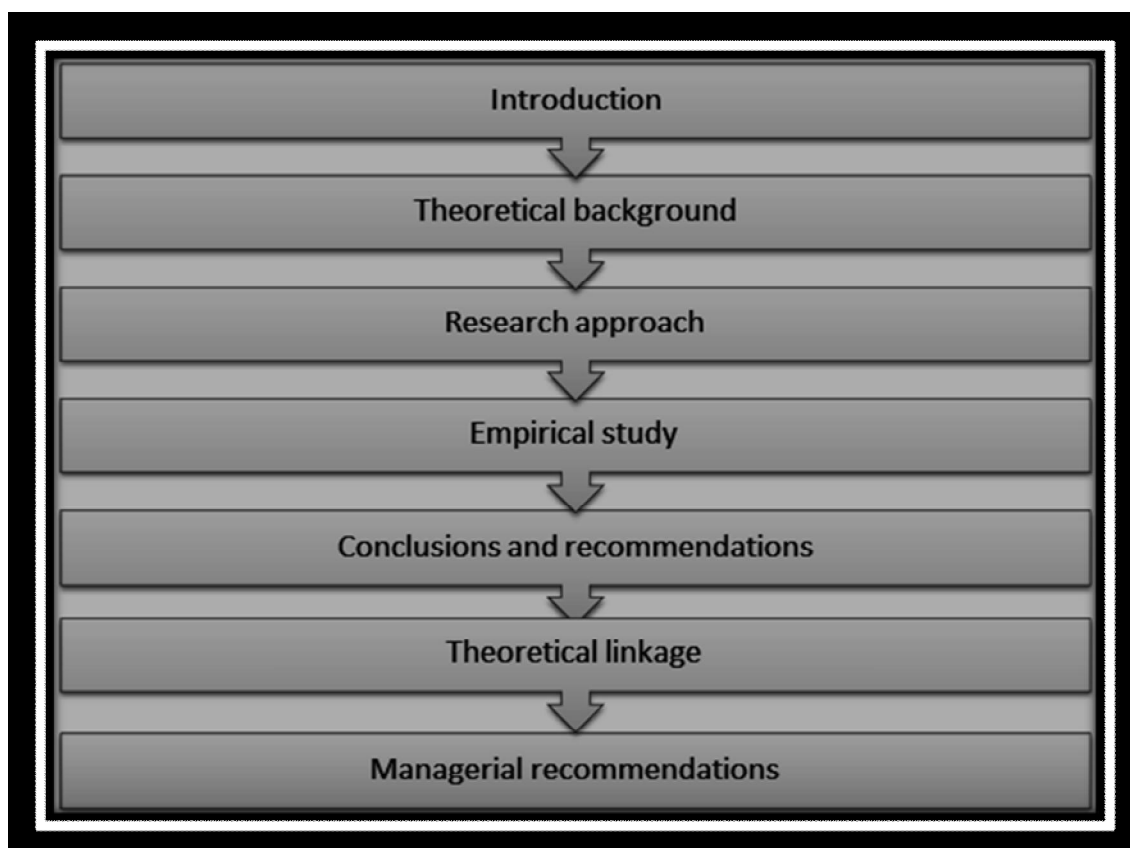 Introduction
Theoretical background
Research approach
Empirical study
Conclusions and recommendations
Theoretical linkage
Managerial recommendations